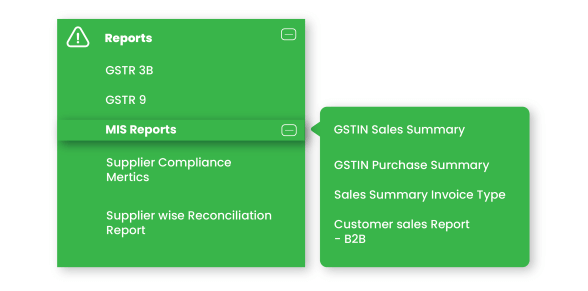 Reports
GSTR 3B
GSTR 9
MIS Reports
Supplier Compliance
Mertics
Supplier wise Reconciliation
Report
GSTIN Sales Summary
GSTIN Purchase Summary
Sales Summary Invoice Type
Customer sales Report
- B2B